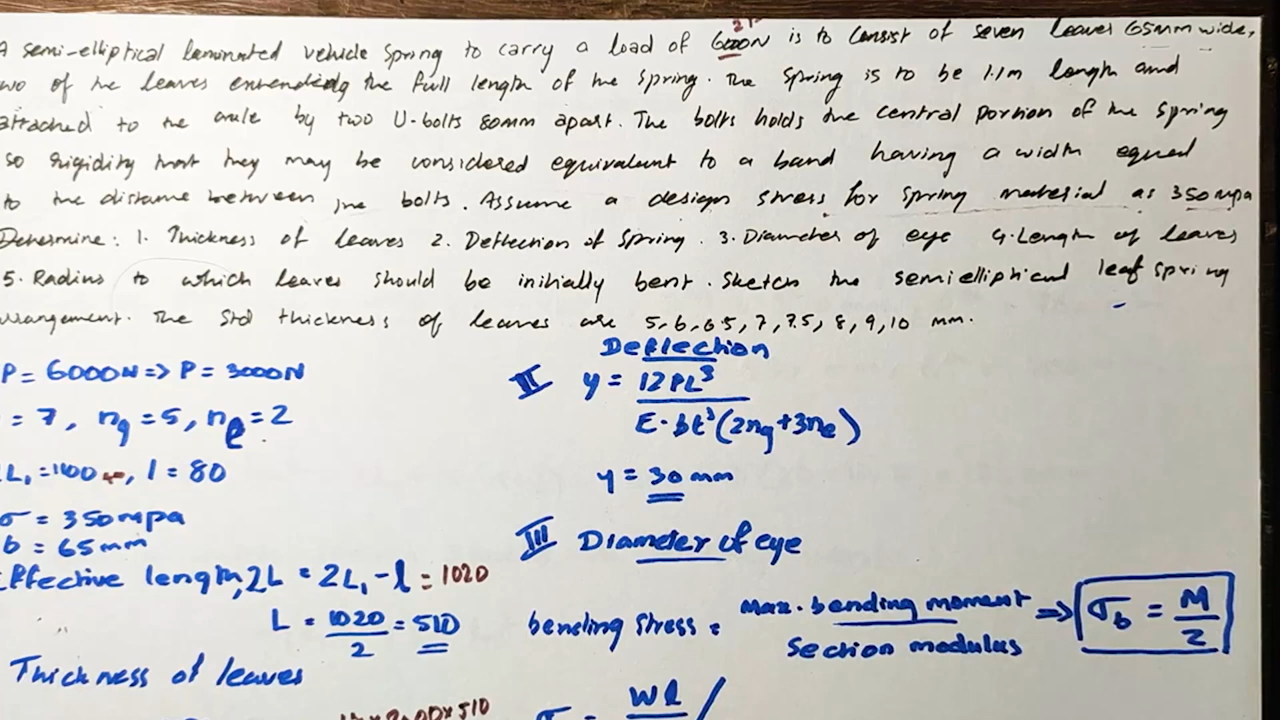 A semi-elliptical laminated vehicle spring to carry a load of 6000N is to consist of seven leaves 65mm wide,
two of the leaves extending the full length of the spring. The spring is to be 1.1m length and
attached to the axle by two U-bolts 80mm apart. The bolts holds the central portion of the spring
so rigidity that they may be considered equivalent to a band having a width equal
to the distance between the bolts. Assume a design stress for spring material as 350 mpa
Determine: 1. Thickness of leaves 2. Deflection of spring. 3. Diameter of eye 4. Length of leaves
5. Radius to which leaves should be initially bent. Sketch the semielliptical leaf spring
arrangement. The Std thickness of leaves are 5, 6, 6.5, 7, 7.5, 8, 9, 10 mm.
P = 6000N => P = 3000N
= 7, ng = 5, ne = 2
2L₁ = 1100, l = 80
σ = 350mpa
b = 65mm
Effective length, 2L = 2L₁ - l = 1020
L = 1020/2 = 510
Thickness of leaves
Deflection
II y = 12PL³ / E·bt³(2ng+3ne)
y = 30 mm
III Diameter of eye
bending stress = Max. bending moment / Section modulus => σb = M/Z